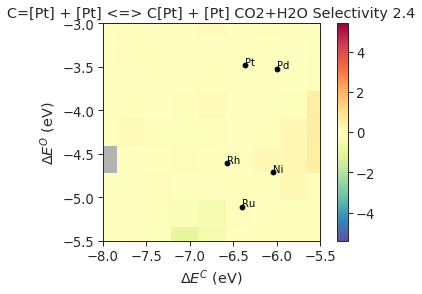 C=[Pt] + [Pt] <=> C[Pt] + [Pt] CO2+H2O Selectivity 2.4
−3.0
−3.5
−4.0
−4.5
−5.0
−5.5
ΔE^O (eV)
Pt
Pd
Rh
Ni
Ru
−8.0 −7.5 −7.0 −6.5 −6.0 −5.5
ΔE^C (eV)
4
2
0
−2
−4